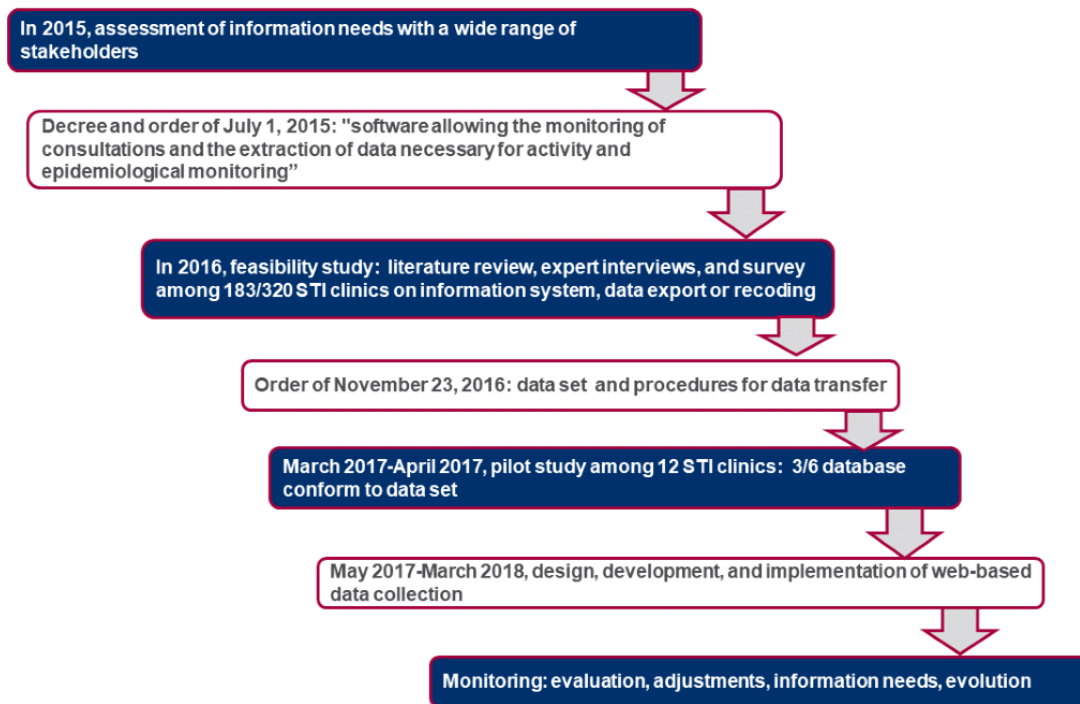 In 2015, assessment of information needs with a wide range of
stakeholders
Decree and order of July 1, 2015: "software allowing the monitoring of
consultations and the extraction of data necessary for activity and
epidemiological monitoring”
In 2016, feasibility study: literature review, expert interviews, and survey
among 183/320 STI clinics on information system, data export or recoding
Order of November 23, 2016: data set and procedures for data transfer
March 2017-April 2017, pilot study among 12 STI clinics: 3/6 database
conform to data set
May 2017-March 2018, design, development, and implementation of web-based
data collection
Monitoring: evaluation, adjustments, information needs, evolution